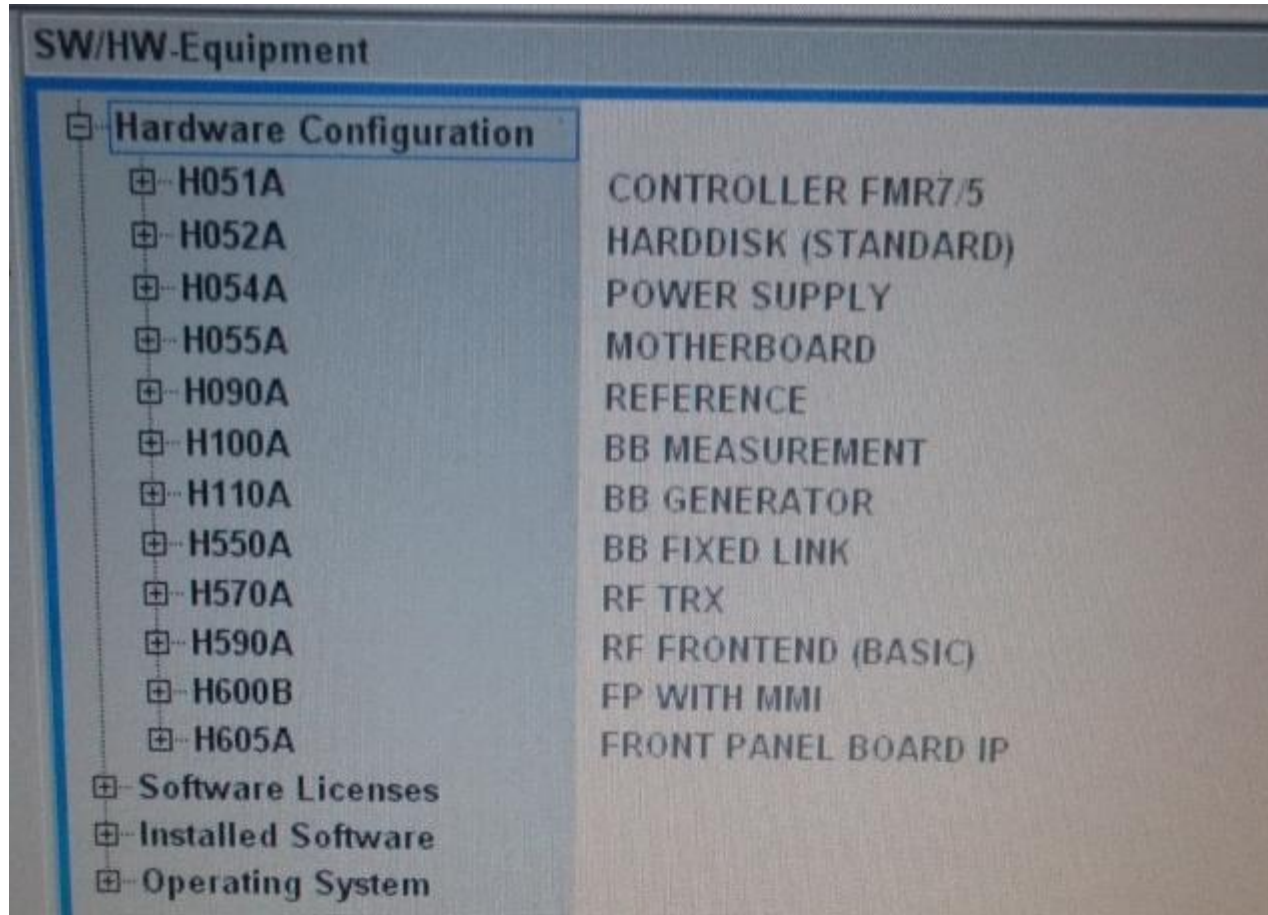 SW/HW-Equipment
Hardware Configuration
H051A CONTROLLER FMR7/5
H052A HARDDISK (STANDARD)
H054A POWER SUPPLY
H055A MOTHERBOARD
H090A REFERENCE
H100A BB MEASUREMENT
H110A BB GENERATOR
H550A BB FIXED LINK
H570A RF TRX
H590A RF FRONTEND (BASIC)
H600B FP WITH MMI
H605A FRONT PANEL BOARD IP
Software Licenses
Installed Software
Operating System